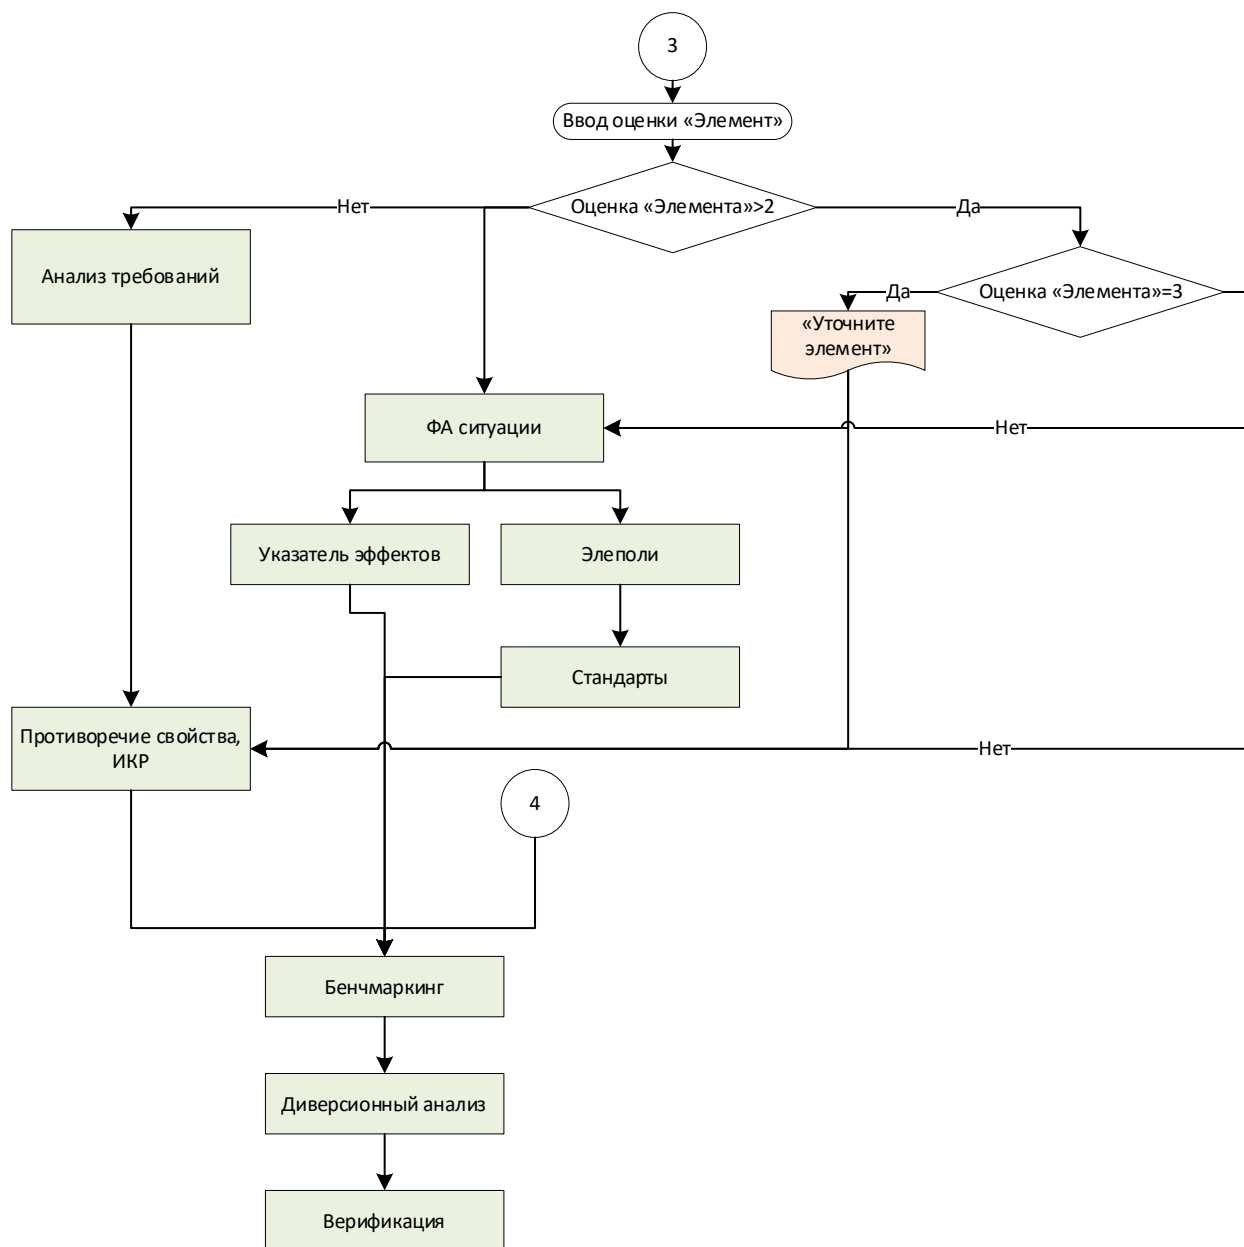 3
Ввод оценки «Элемент»
Оценка «Элемента»>2
Нет
Да
Анализ требований
Оценка «Элемента»=3
Да
«Уточните
элемент»
ФА ситуации
Нет
Указатель эффектов
Элеполи
Стандарты
Противоречие свойства,
ИКР
Нет
4
Бенчмаркинг
Диверсионный анализ
Верификация